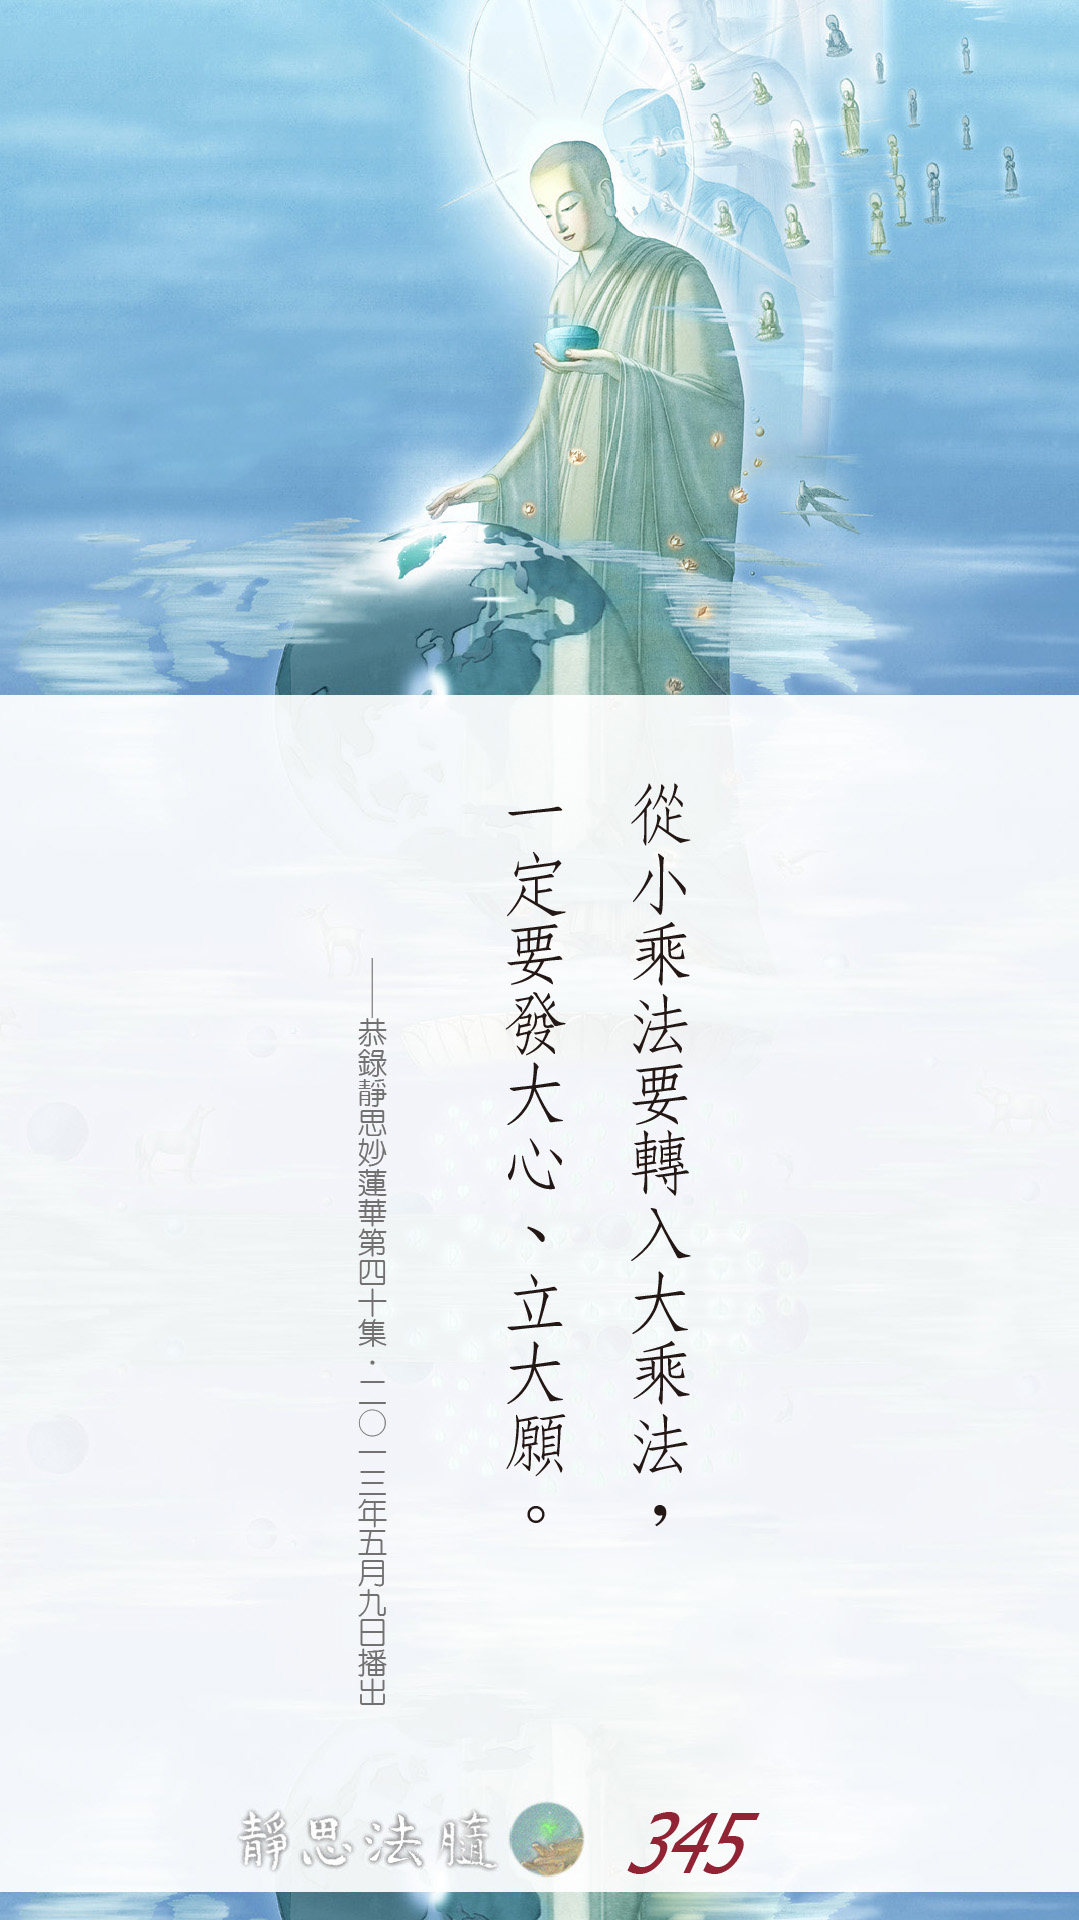 從小乘法要轉入大乘法，
一定要發大心、立大願。
——恭錄靜思妙蓮華第四十集．二〇一三年五月九日播出
靜思法髓
345